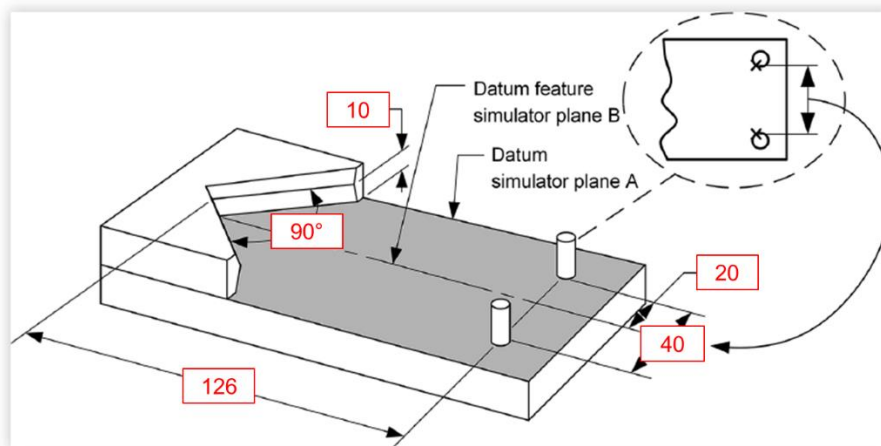 10
Datum feature
simulator plane B
Datum
simulator plane A
90°
20
40
126